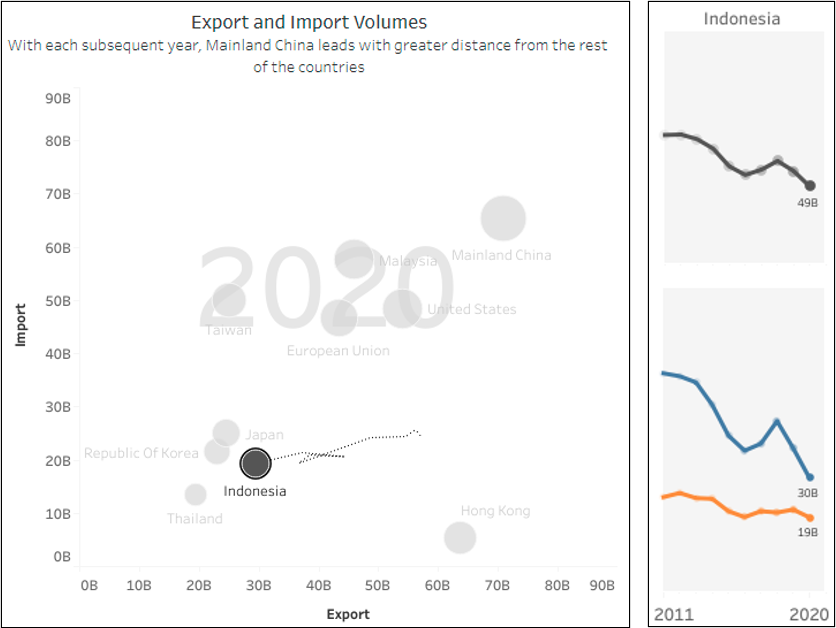 Export and Import Volumes
With each subsequent year, Mainland China leads with greater distance from the rest
of the countries
Import
90B
80B
70B
60B
50B
40B
30B
20B
10B
0B
2020
Mainland China
Malaysia
United States
Taiwan
European Union
Japan
Republic Of Korea
Indonesia
Thailand
Hong Kong
0B 10B 20B 30B 40B 50B 60B 70B 80B 90B
Export
Indonesia
49B
30B
19B
2011 2020